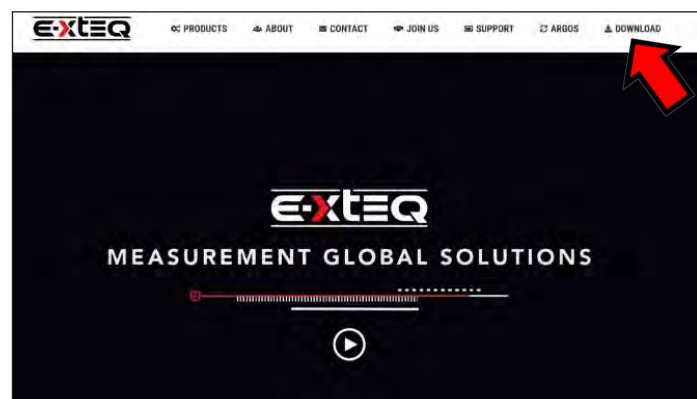 E-XTEQ PRODUCTS ABOUT CONTACT JOIN US SUPPORT ARGOS DOWNLOAD
E-XTEQ
MEASUREMENT GLOBAL SOLUTIONS